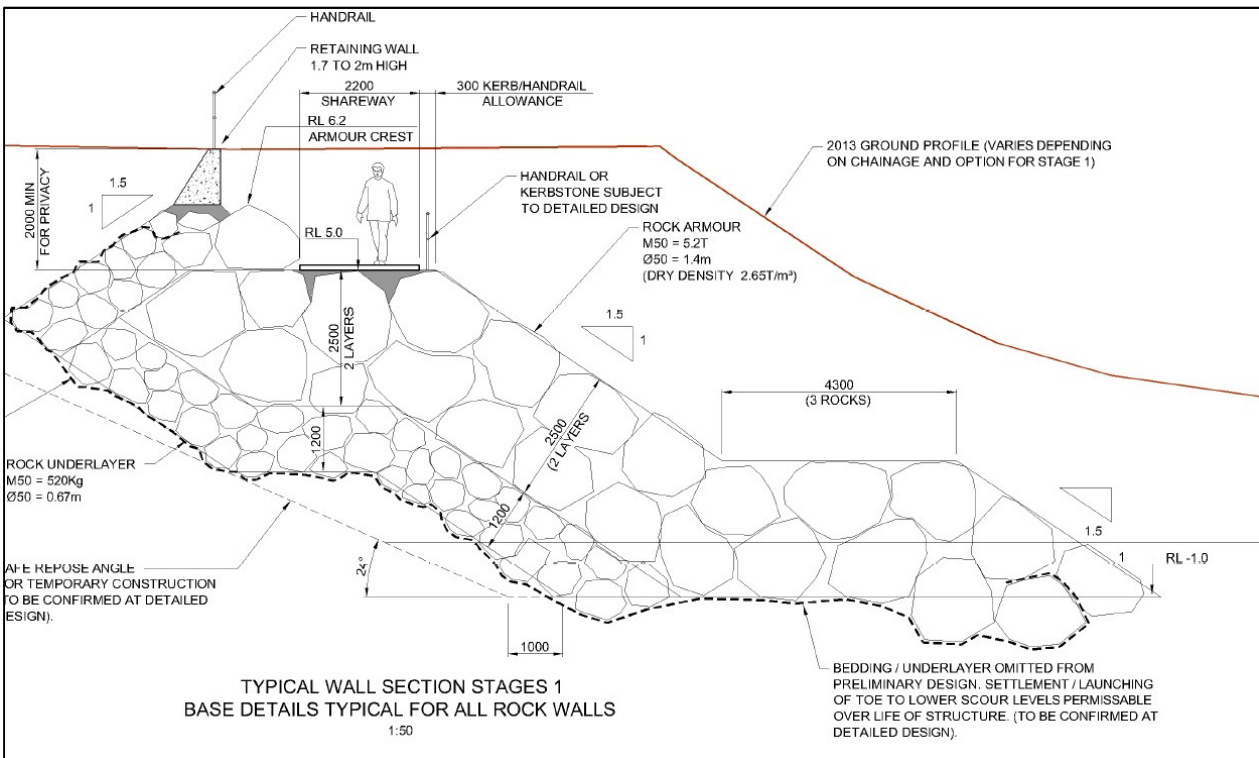 HANDRAIL
RETAINING WALL
1.7 TO 2m HIGH
2200
SHAREWAY
300 KERB/HANDRAIL
ALLOWANCE
RL 6.2
ARMOUR CREST
2013 GROUND PROFILE (VARIES DEPENDING
ON CHAINAGE AND OPTION FOR STAGE 1)
2000 MIN
FOR PRIVACY
1.5
1
HANDRAIL OR
KERBSTONE SUBJECT
TO DETAILED DESIGN
RL 5.0
ROCK ARMOUR
M50 = 5.2T
Ø50 = 1.4m
(DRY DENSITY 2.65T/m³)
1.5
1
2500
2 LAYERS
4300
(3 ROCKS)
2500
(2 LAYERS)
1200
1200
ROCK UNDERLAYER
M50 = 520Kg
Ø50 = 0.67m
1.5
1
RL -1.0
AFE REPOSE ANGLE
OR TEMPORARY CONSTRUCTION
TO BE CONFIRMED AT DETAILED
ESIGN).
24°
1000
BEDDING / UNDERLAYER OMITTED FROM
PRELIMINARY DESIGN. SETTLEMENT / LAUNCHING
OF TOE TO LOWER SCOUR LEVELS PERMISSABLE
OVER LIFE OF STRUCTURE. (TO BE CONFIRMED AT
DETAILED DESIGN).
TYPICAL WALL SECTION STAGES 1
BASE DETAILS TYPICAL FOR ALL ROCK WALLS
1:50